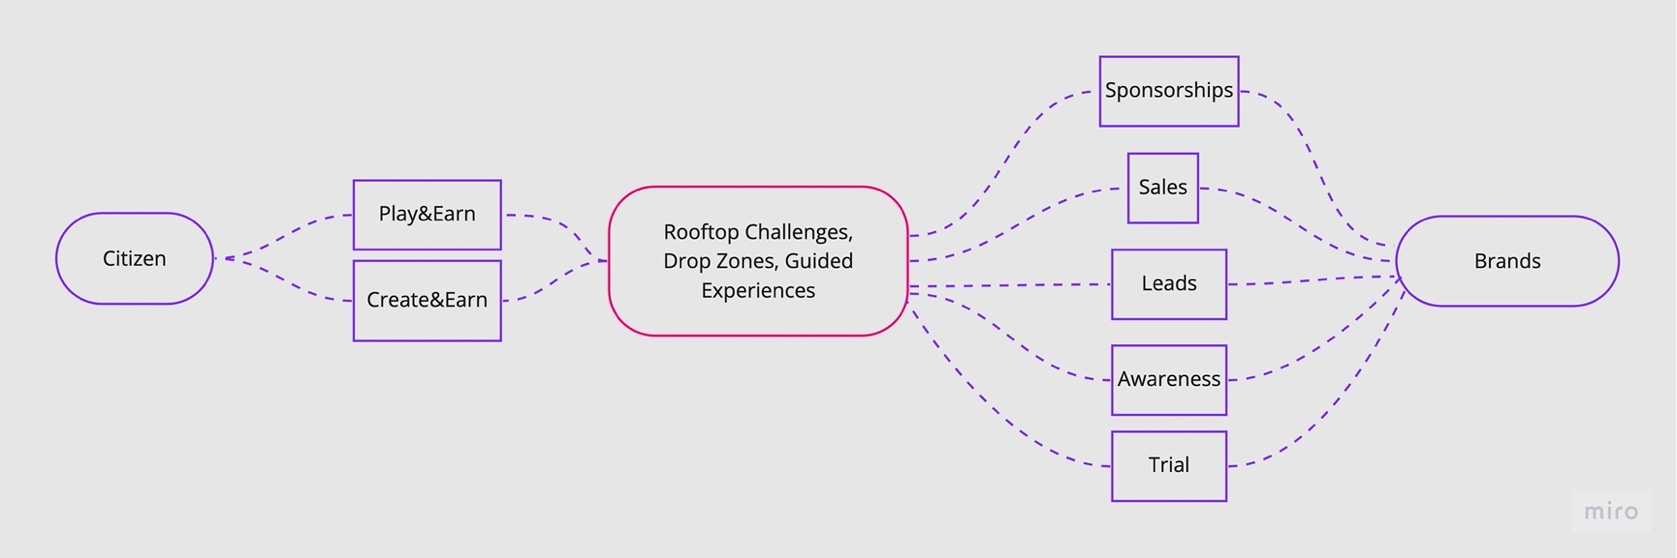 Citizen
Play&Earn
Create&Earn
Rooftop Challenges,
Drop Zones, Guided
Experiences
Sponsorships
Sales
Leads
Awareness
Trial
Brands
miro